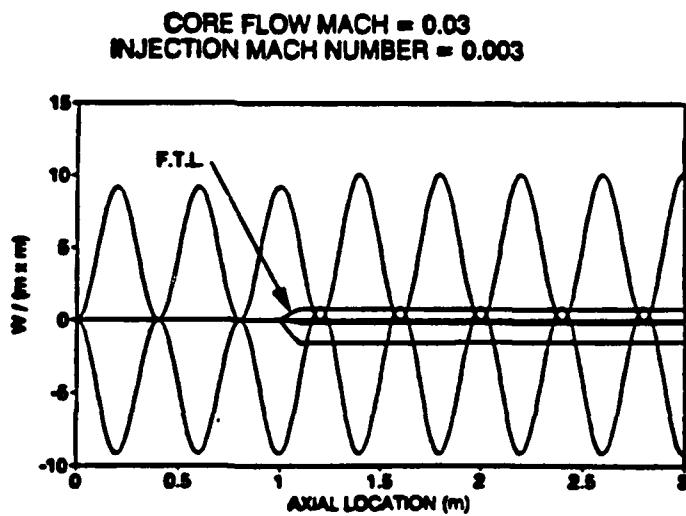 CORE FLOW MACH = 0.03
INJECTION MACH NUMBER = 0.003
15
F.T.L.
10
5
W / (m x m)
0
-5
-10
0 0.5 1 1.5 2 2.5 3
AXIAL LOCATION (m)